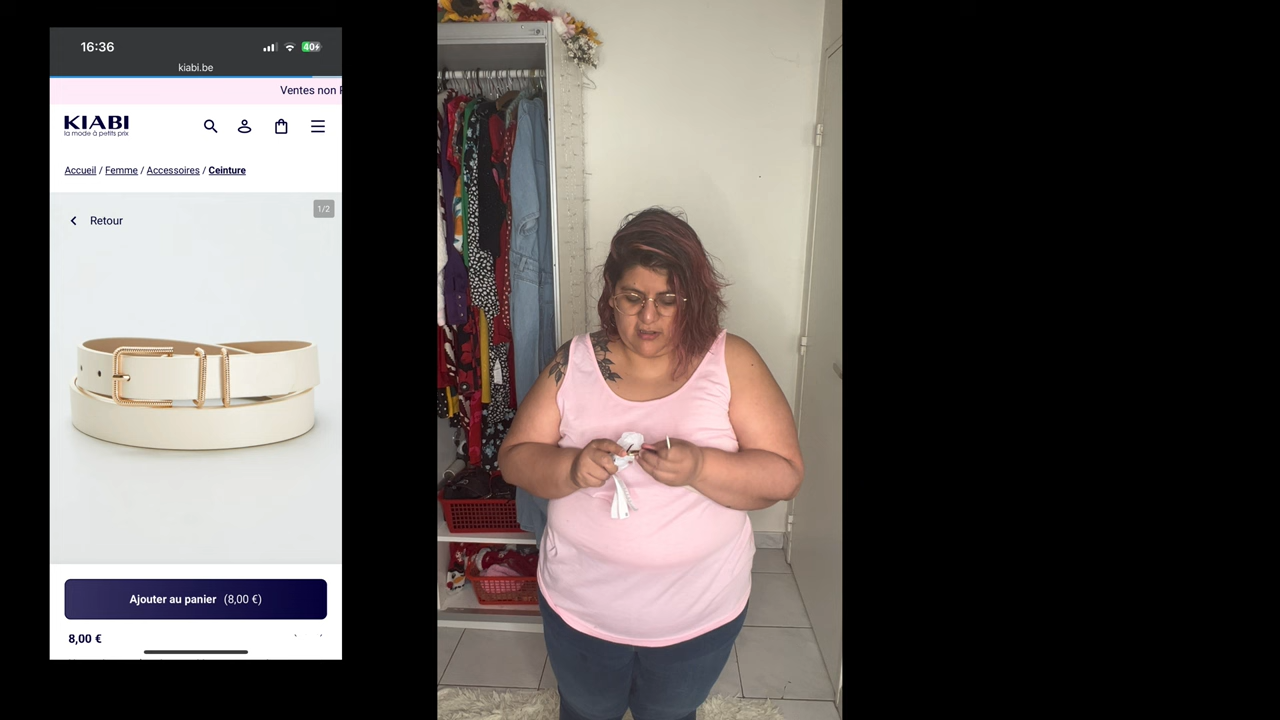 16:36
40
kiabi.be
Ventes non
KIABI
la mode à petits prix
Accueil / Femme / Accessoires / Ceinture
1/2
Retour
Ajouter au panier (8,00 €)
8,00 €